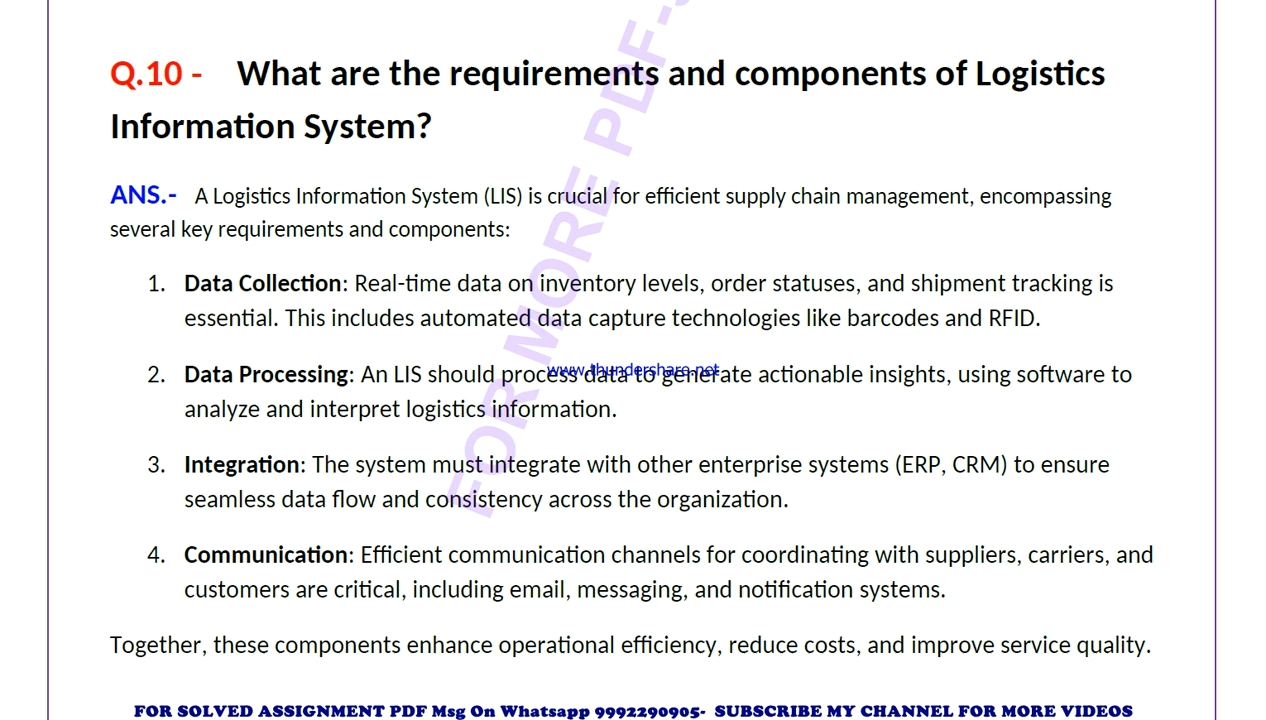 Q.10 - What are the requirements and components of Logistics
Information System?
ANS.- A Logistics Information System (LIS) is crucial for efficient supply chain management, encompassing
several key requirements and components:
1. Data Collection: Real-time data on inventory levels, order statuses, and shipment tracking is
essential. This includes automated data capture technologies like barcodes and RFID.
www.thundershare.net
2. Data Processing: An LIS should process data to generate actionable insights, using software to
analyze and interpret logistics information.
3. Integration: The system must integrate with other enterprise systems (ERP, CRM) to ensure
seamless data flow and consistency across the organization.
4. Communication: Efficient communication channels for coordinating with suppliers, carriers, and
customers are critical, including email, messaging, and notification systems.
Together, these components enhance operational efficiency, reduce costs, and improve service quality.
FOR MORE PDF-
FOR SOLVED ASSIGNMENT PDF Msg On Whatsapp 9992290905- SUBSCRIBE MY CHANNEL FOR MORE VIDEOS